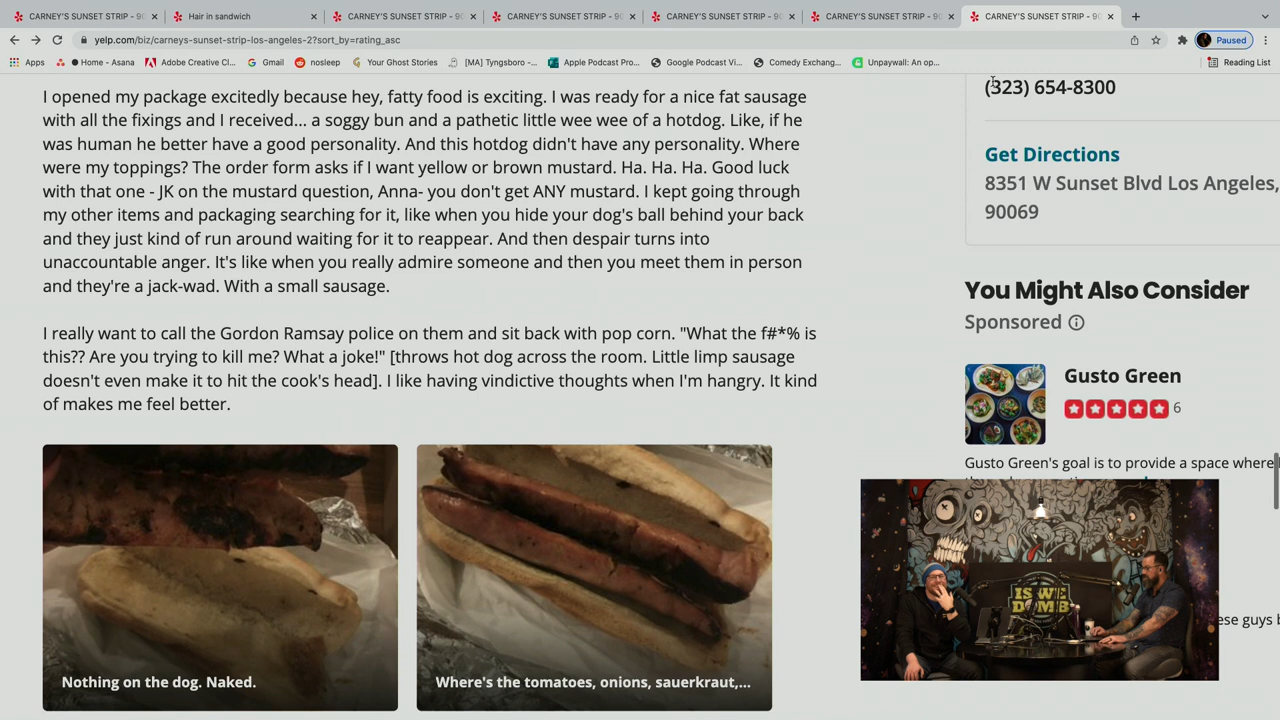 CARNEY'S SUNSET STRIP - 90
Hair in sandwich
CARNEY'S SUNSET STRIP - 90
CARNEY'S SUNSET STRIP - 90
CARNEY'S SUNSET STRIP - 90
CARNEY'S SUNSET STRIP - 90
CARNEY'S SUNSET STRIP - 90
yelp.com/biz/carneys-sunset-strip-los-angeles-2?sort_by=rating_asc
Paused
Apps
Home - Asana
Adobe Creative Cl...
Gmail
nosleep
Your Ghost Stories
[MA] Tyngsboro -...
Apple Podcast Pro...
Google Podcast Vi...
Comedy Exchang...
Unpaywall: An op...
Reading List
I opened my package excitedly because hey, fatty food is exciting. I was ready for a nice fat sausage
with all the fixings and I received... a soggy bun and a pathetic little wee wee of a hotdog. Like, if he
was human he better have a good personality. And this hotdog didn't have any personality. Where
were my toppings? The order form asks if I want yellow or brown mustard. Ha. Ha. Ha. Good luck
with that one - JK on the mustard question, Anna- you don't get ANY mustard. I kept going through
my other items and packaging searching for it, like when you hide your dog's ball behind your back
and they just kind of run around waiting for it to reappear. And then despair turns into
unaccountable anger. It's like when you really admire someone and then you meet them in person
and they're a jack-wad. With a small sausage.
I really want to call the Gordon Ramsay police on them and sit back with pop corn. "What the f#*% is
this?? Are you trying to kill me? What a joke!" [throws hot dog across the room. Little limp sausage
doesn't even make it to hit the cook's head]. I like having vindictive thoughts when I'm hangry. It kind
of makes me feel better.
Nothing on the dog. Naked.
Where's the tomatoes, onions, sauerkraut,...
(323) 654-8300
Get Directions
8351 W Sunset Blvd Los Angeles,
90069
You Might Also Consider
Sponsored
Gusto Green
6
Gusto Green's goal is to provide a space where
ese guys b
IS WE
DUMB